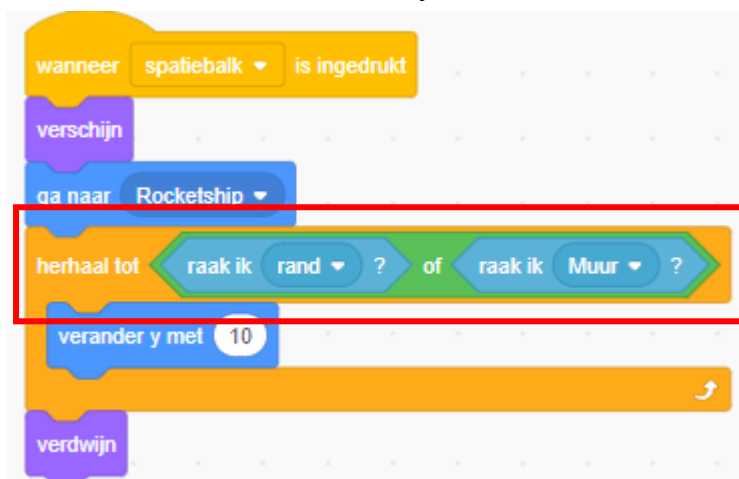 wanneer spatiebalk is ingedrukt
verschijn
ga naar Rocketship
herhaal tot raak ik rand ? of raak ik Muur ?
verander y met 10
verdwijn